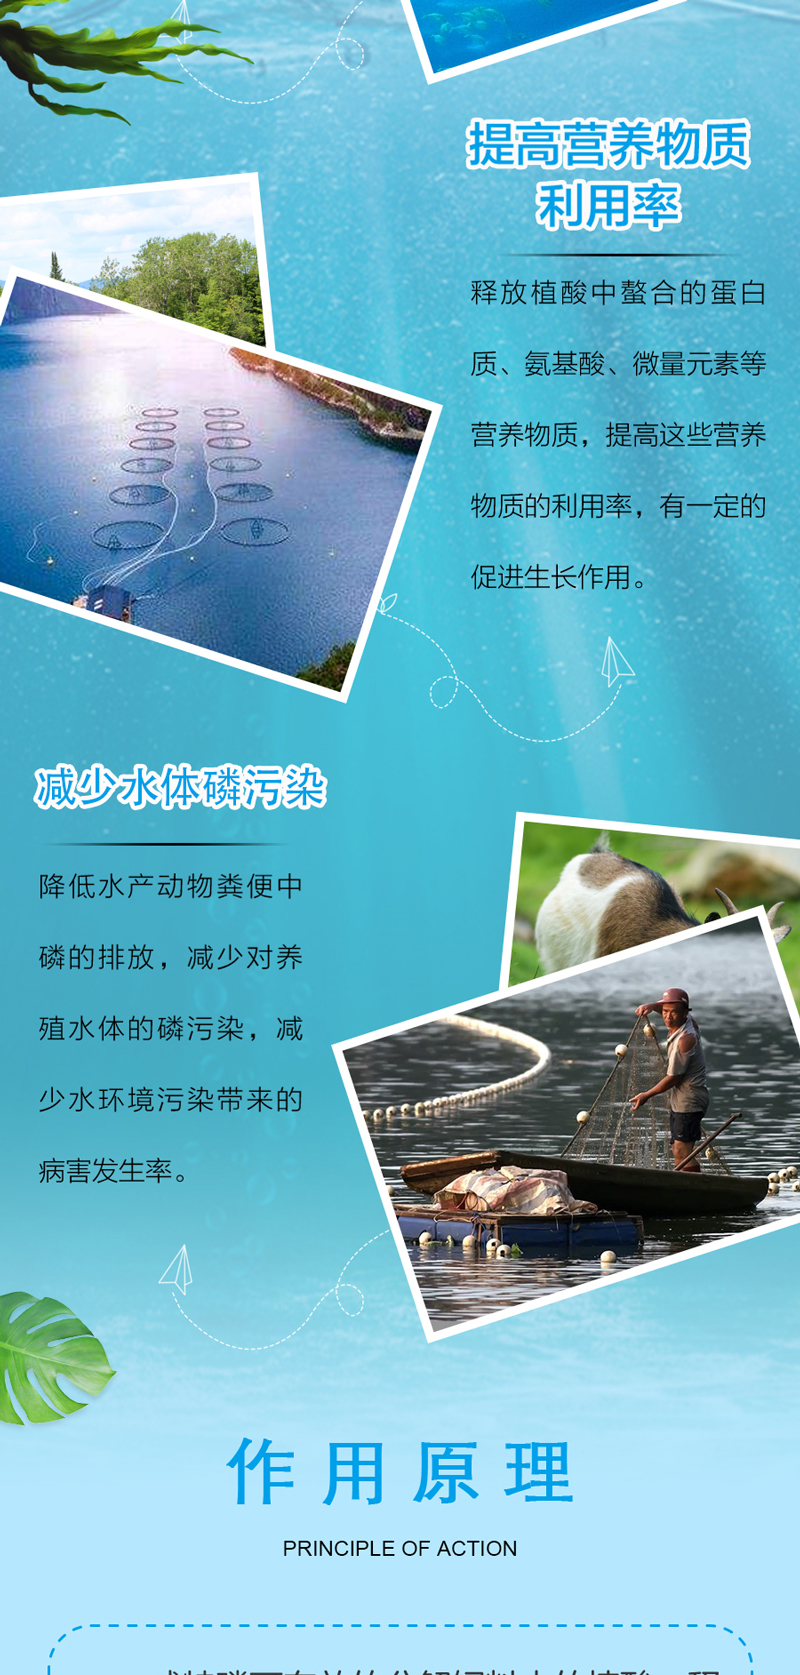 提高营养物质
利用率
释放植酸中螯合的蛋白
质、氨基酸、微量元素等
营养物质，提高这些营养
物质的利用率，有一定的
促进生长作用。
减少水体磷污染
降低水产动物粪便中
磷的排放，减少对养
殖水体的磷污染，减
少水环境污染带来的
病害发生率。
作用原理
PRINCIPLE OF ACTION